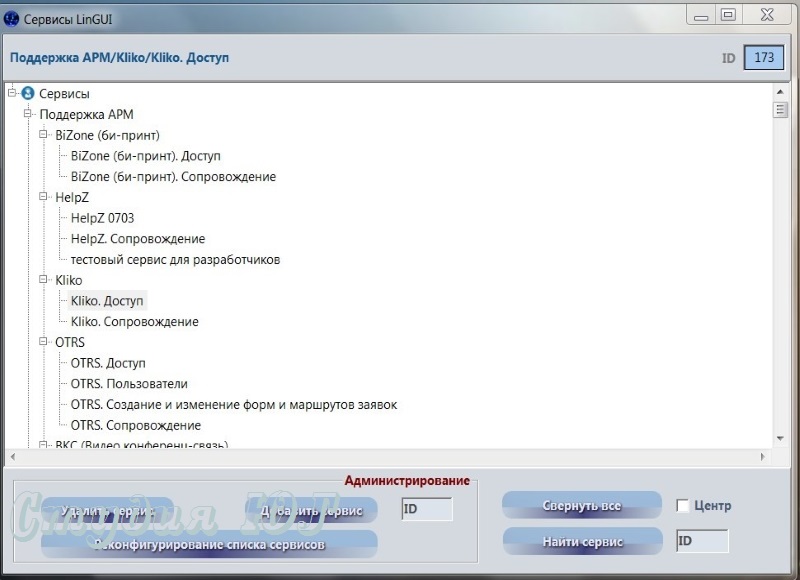 Сервисы LinGUI
Поддержка АРМ/Kliko/Kliko. Доступ ID 173
Сервисы
Поддержка АРМ
BiZone (би-принт)
BiZone (би-принт). Доступ
BiZone (би-принт). Сопровождение
HelpZ
HelpZ 0703
HelpZ. Сопровождение
тестовый сервис для разработчиков
Kliko
Kliko. Доступ
Kliko. Сопровождение
OTRS
OTRS. Доступ
OTRS. Пользователи
OTRS. Создание и изменение форм и маршрутов заявок
OTRS. Сопровождение
ВКС (Видео конференц-связь)
Администрирование
Удалить сервис Добавить сервис ID Свернуть все Центр
Студия ЮГ
Реконфигурирование списка сервисов Найти сервис ID